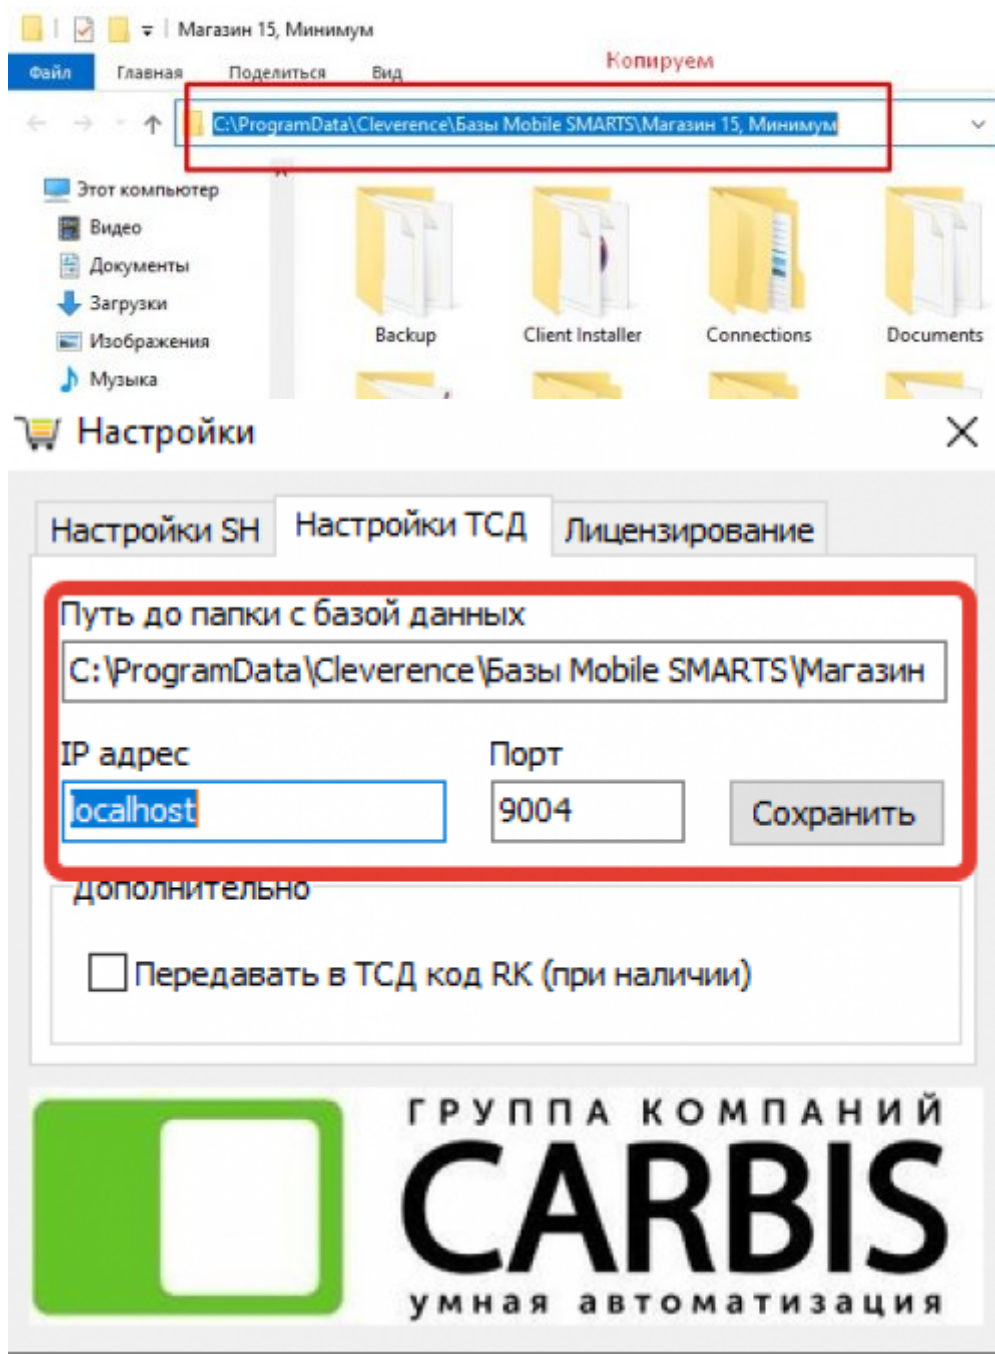 Магазин 15, Минимум
Копируем
Файл Главная Поделиться Вид
C:\ProgramData\Cleverence\Базы Mobile SMARTS\Магазин 15, Минимум
Этот компьютер
Видео
Документы
Загрузки
Изображения
Музыка
Backup Client Installer Connections Documents
Настройки
Настройки SH Настройки ТСД Лицензирование
Путь до папки с базой данных
C:\ProgramData\Cleverence\Базы Mobile SMARTS\Магазин
IP адрес Порт
localhost 9004 Сохранить
Дополнительно
Передавать в ТСД код RK (при наличии)
ГРУППА КОМПАНИЙ
CARBIS
умная автоматизация